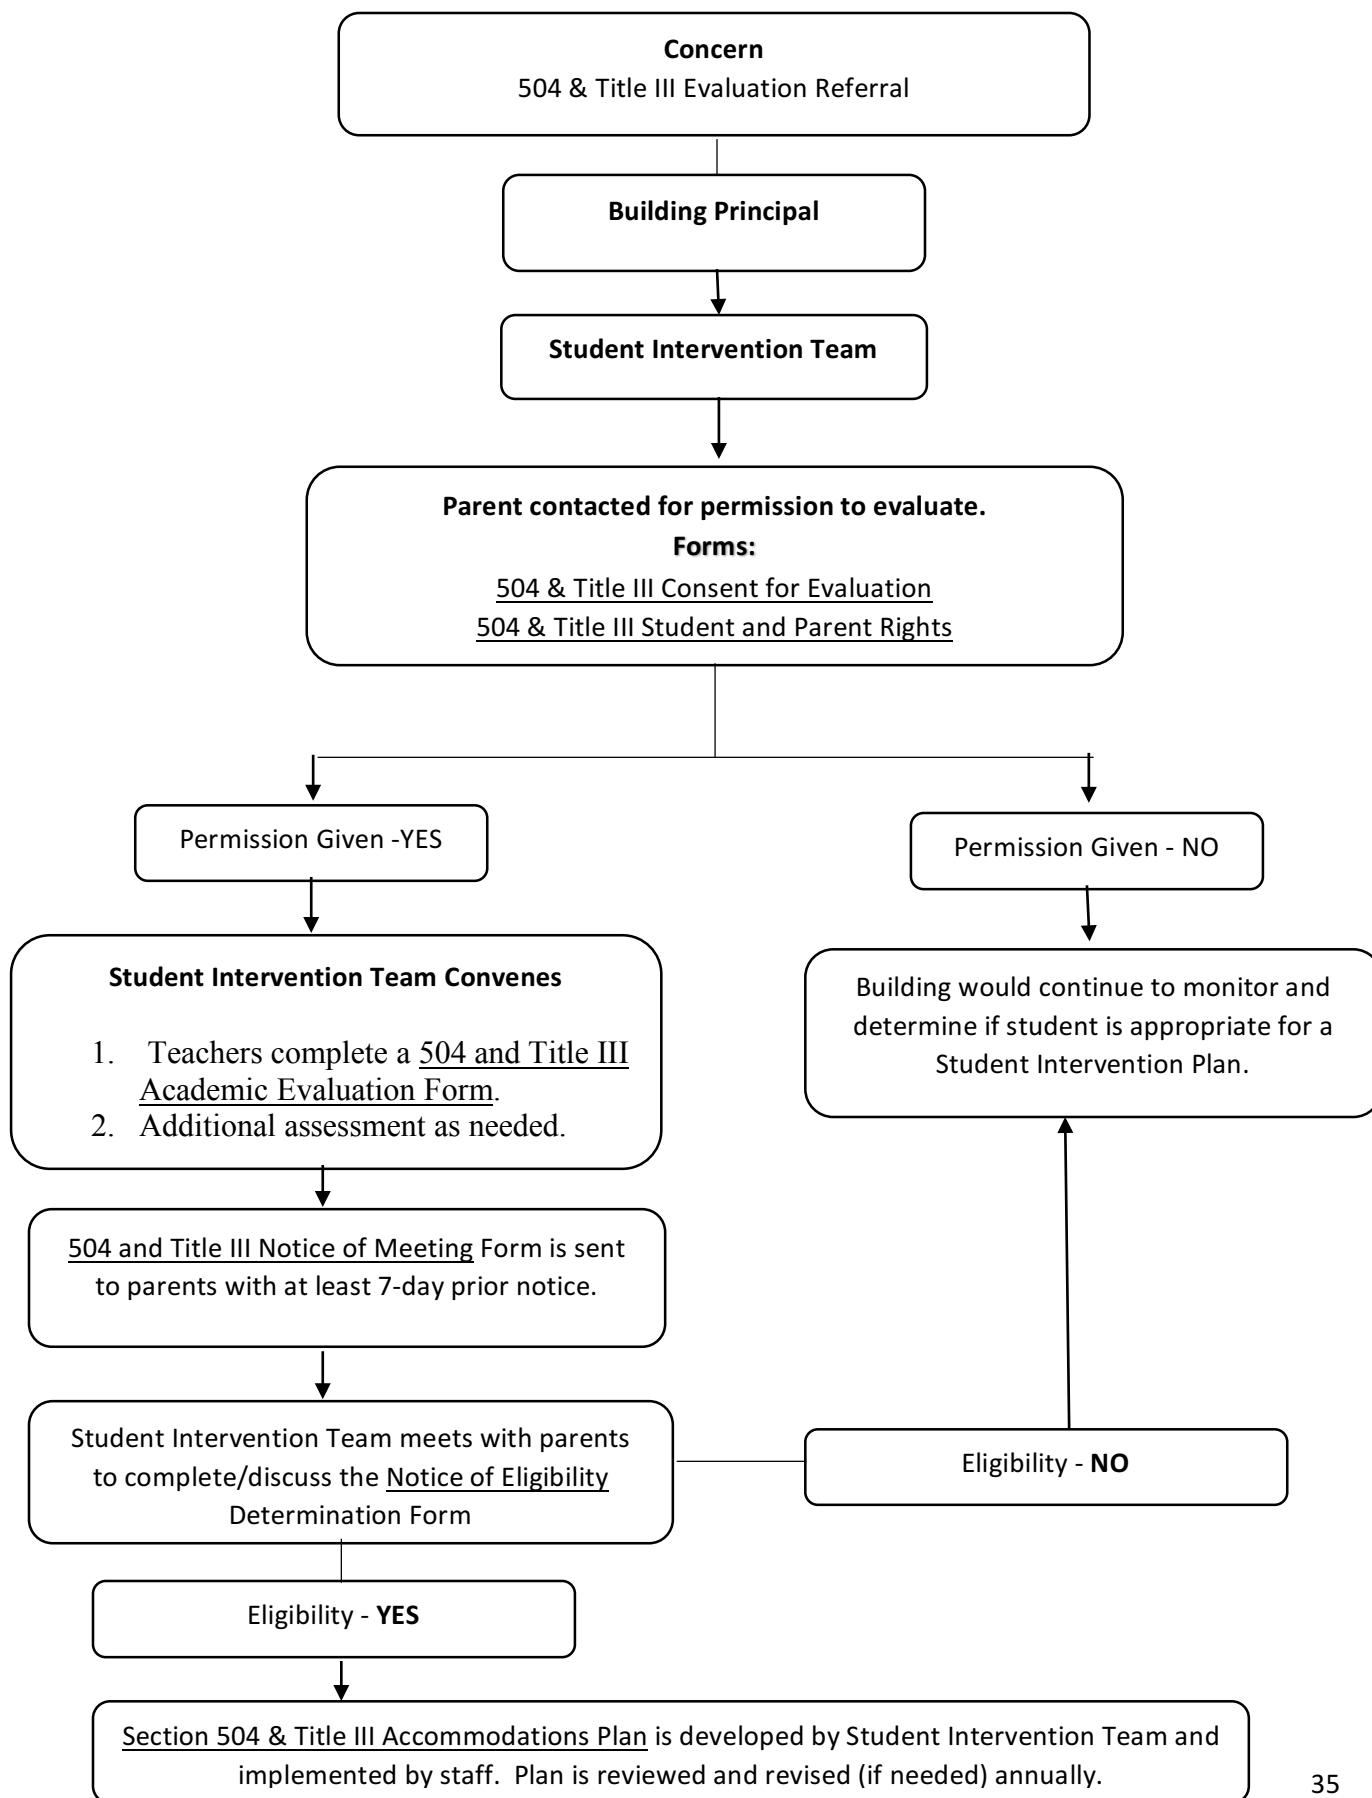 Concern
504 & Title III Evaluation Referral
Building Principal
Student Intervention Team
Parent contacted for permission to evaluate.
Forms:
504 & Title III Consent for Evaluation
504 & Title III Student and Parent Rights
Permission Given -YES
Permission Given - NO
Student Intervention Team Convenes
1. Teachers complete a 504 and Title III
Academic Evaluation Form.
2. Additional assessment as needed.
Building would continue to monitor and
determine if student is appropriate for a
Student Intervention Plan.
504 and Title III Notice of Meeting Form is sent
to parents with at least 7-day prior notice.
Student Intervention Team meets with parents
to complete/discuss the Notice of Eligibility
Determination Form
Eligibility - NO
Eligibility - YES
Section 504 & Title III Accommodations Plan is developed by Student Intervention Team and
implemented by staff. Plan is reviewed and revised (if needed) annually.
35